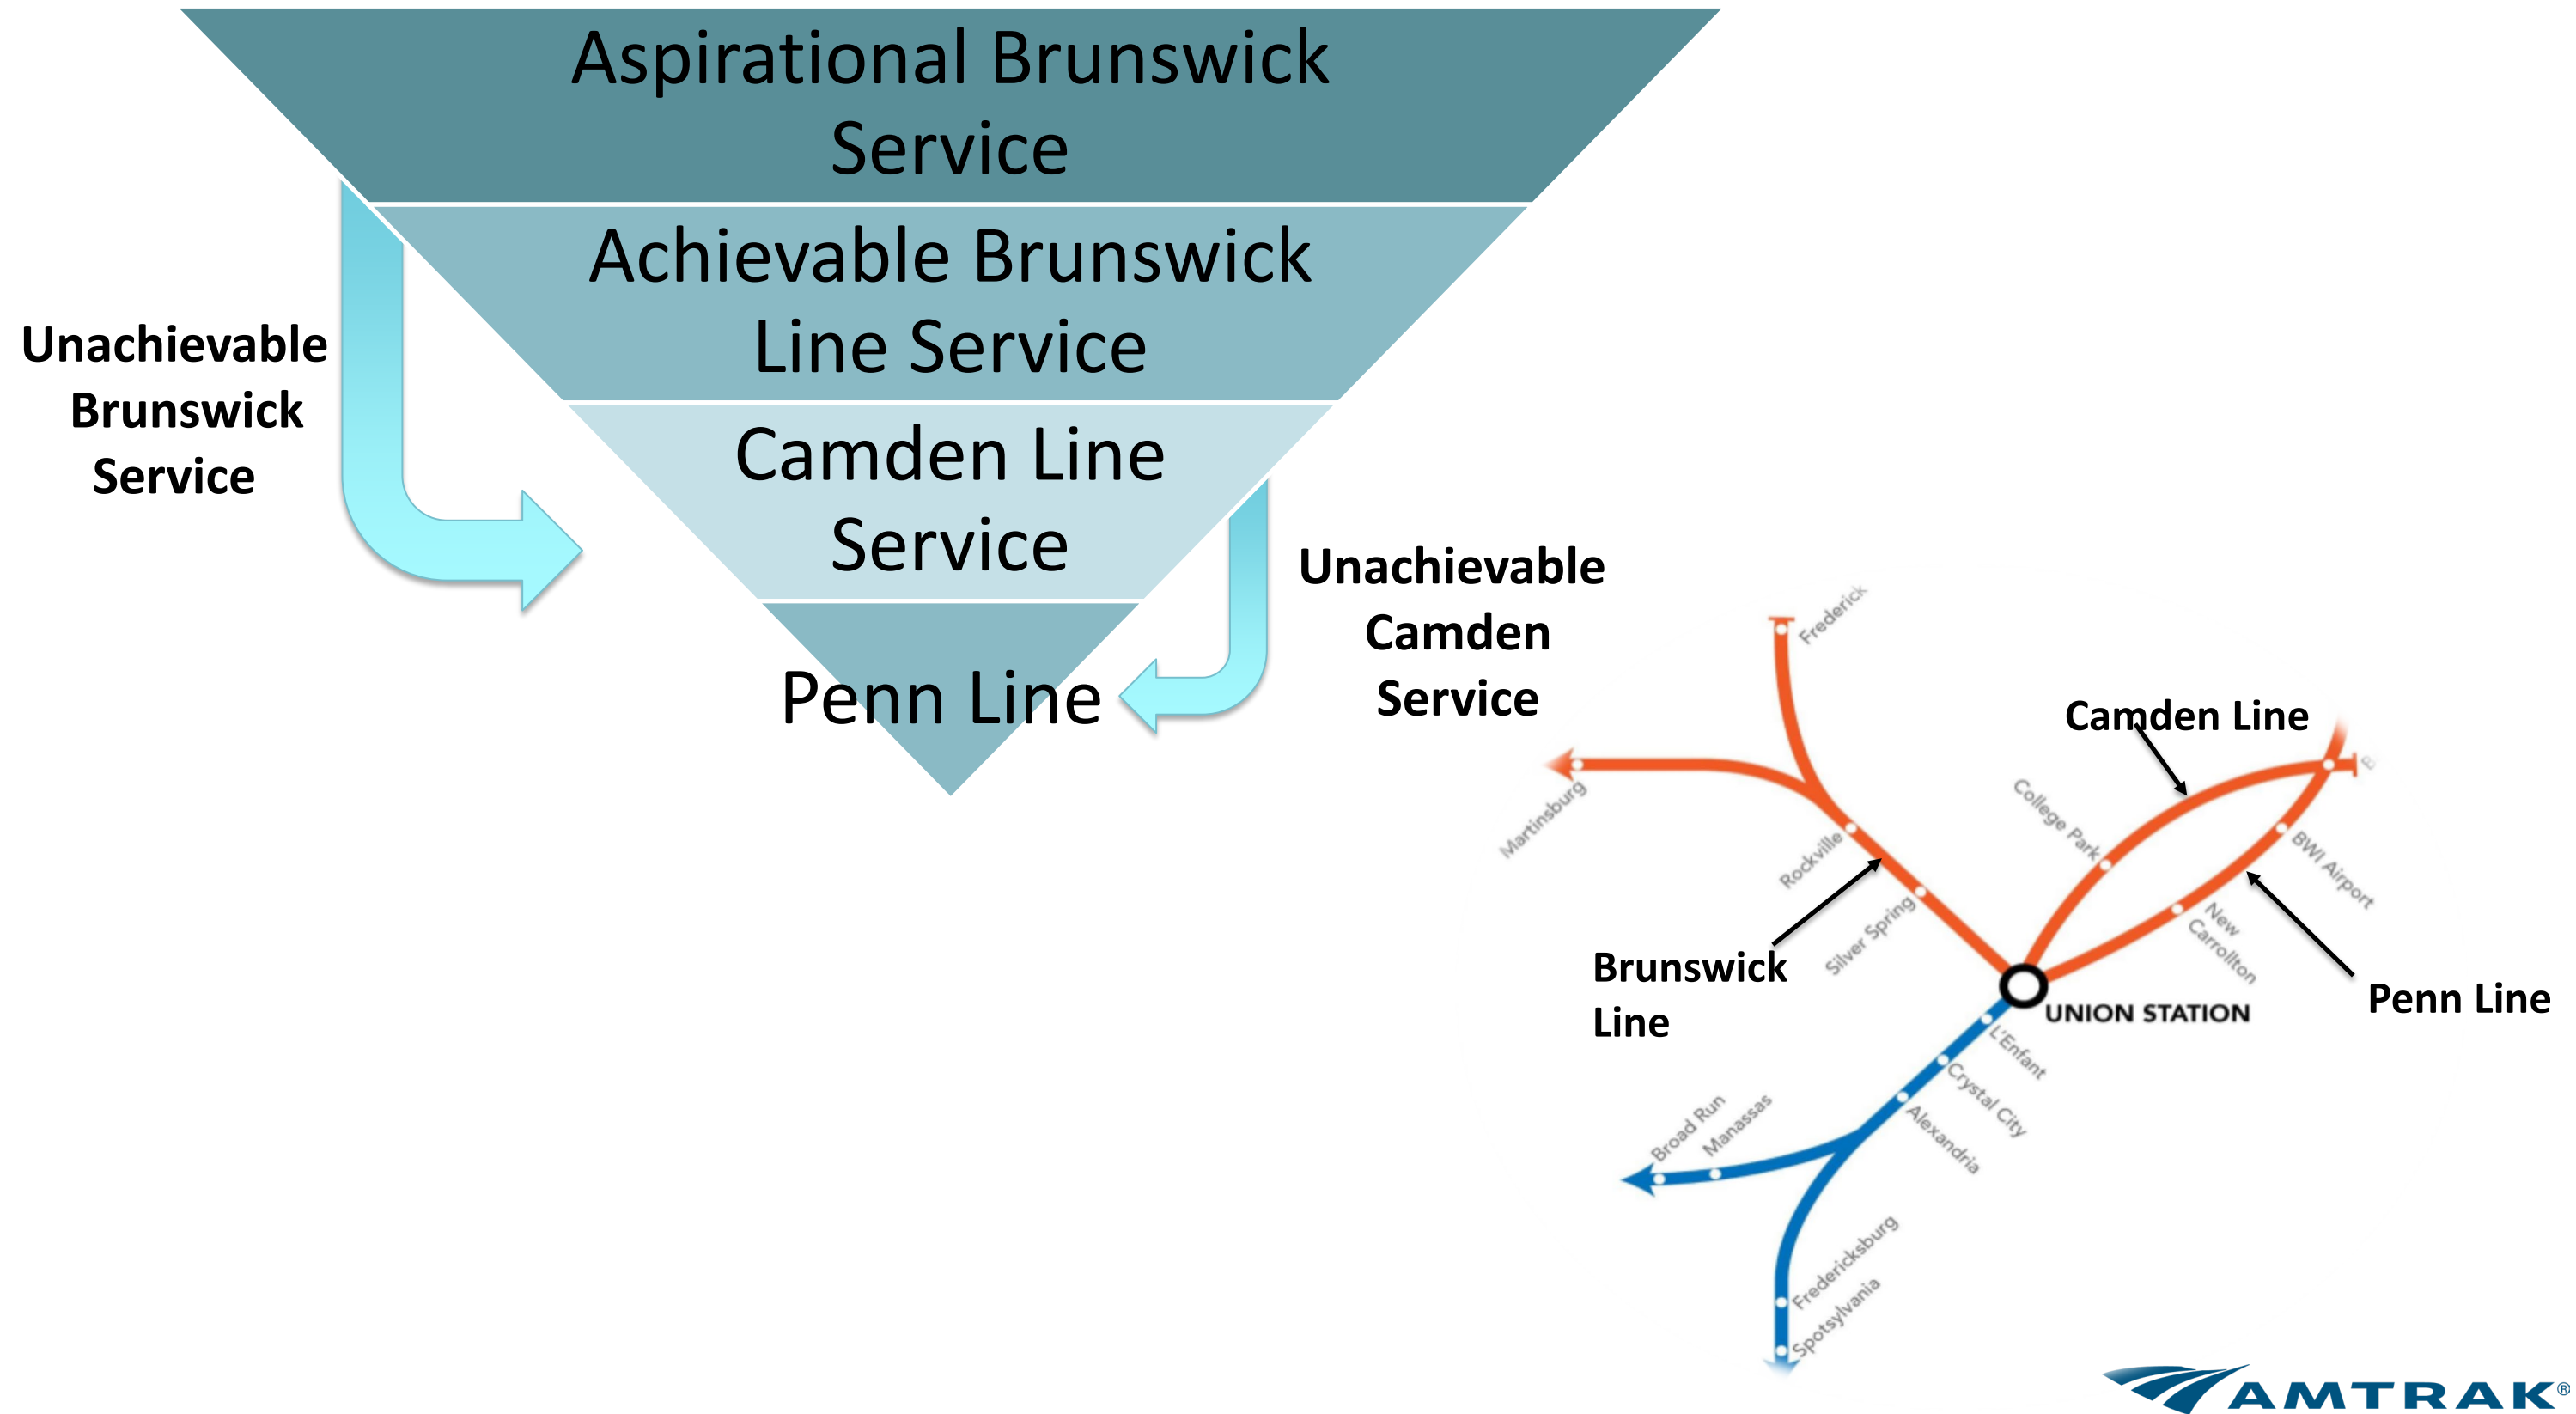 Aspirational Brunswick
Service
Achievable Brunswick
Line Service
Camden Line
Service
Penn Line
Unachievable
Brunswick
Service
Unachievable
Camden
Service
Frederick
Camden Line
Martinsburg
Rockville
Silver Spring
College Park
BWI Airport
New
Carrollton
Brunswick
Line
Penn Line
UNION STATION
L'Enfant
Crystal City
Alexandria
Broad Run
Manassas
Fredericksburg
Spotsylvania
AMTRAK®